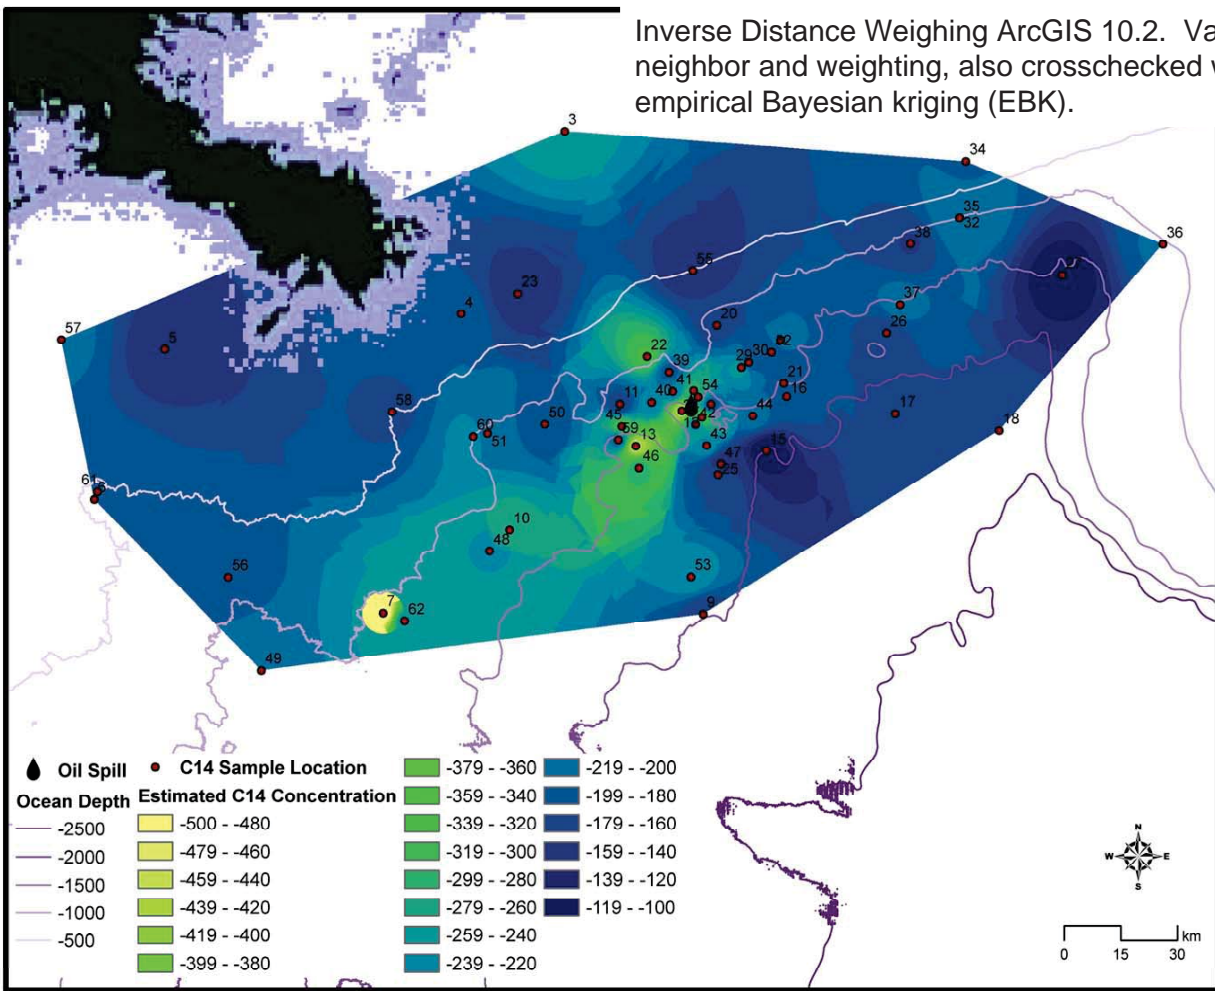 Inverse Distance Weighing ArcGIS 10.2. Va
neighbor and weighting, also crosschecked
empirical Bayesian kriging (EBK).
3
34
35
32
36
38
55
23
4
37
57
5
20
26
22
30
29
39
21
41
54
16
58
11
40
45
50
44
17
42
60
51
59
13
43
18
15
46
47
25
61
10
48
56
53
7
62
9
49
Oil Spill
C14 Sample Location
Ocean Depth
-2500
-2000
-1500
-1000
-500
Estimated C14 Concentration
-500 - -480
-479 - -460
-459 - -440
-439 - -420
-419 - -400
-399 - -380
-379 - -360
-359 - -340
-339 - -320
-319 - -300
-299 - -280
-279 - -260
-259 - -240
-239 - -220
-219 - -200
-199 - -180
-179 - -160
-159 - -140
-139 - -120
-119 - -100
N
W E
S
km
0 15 30